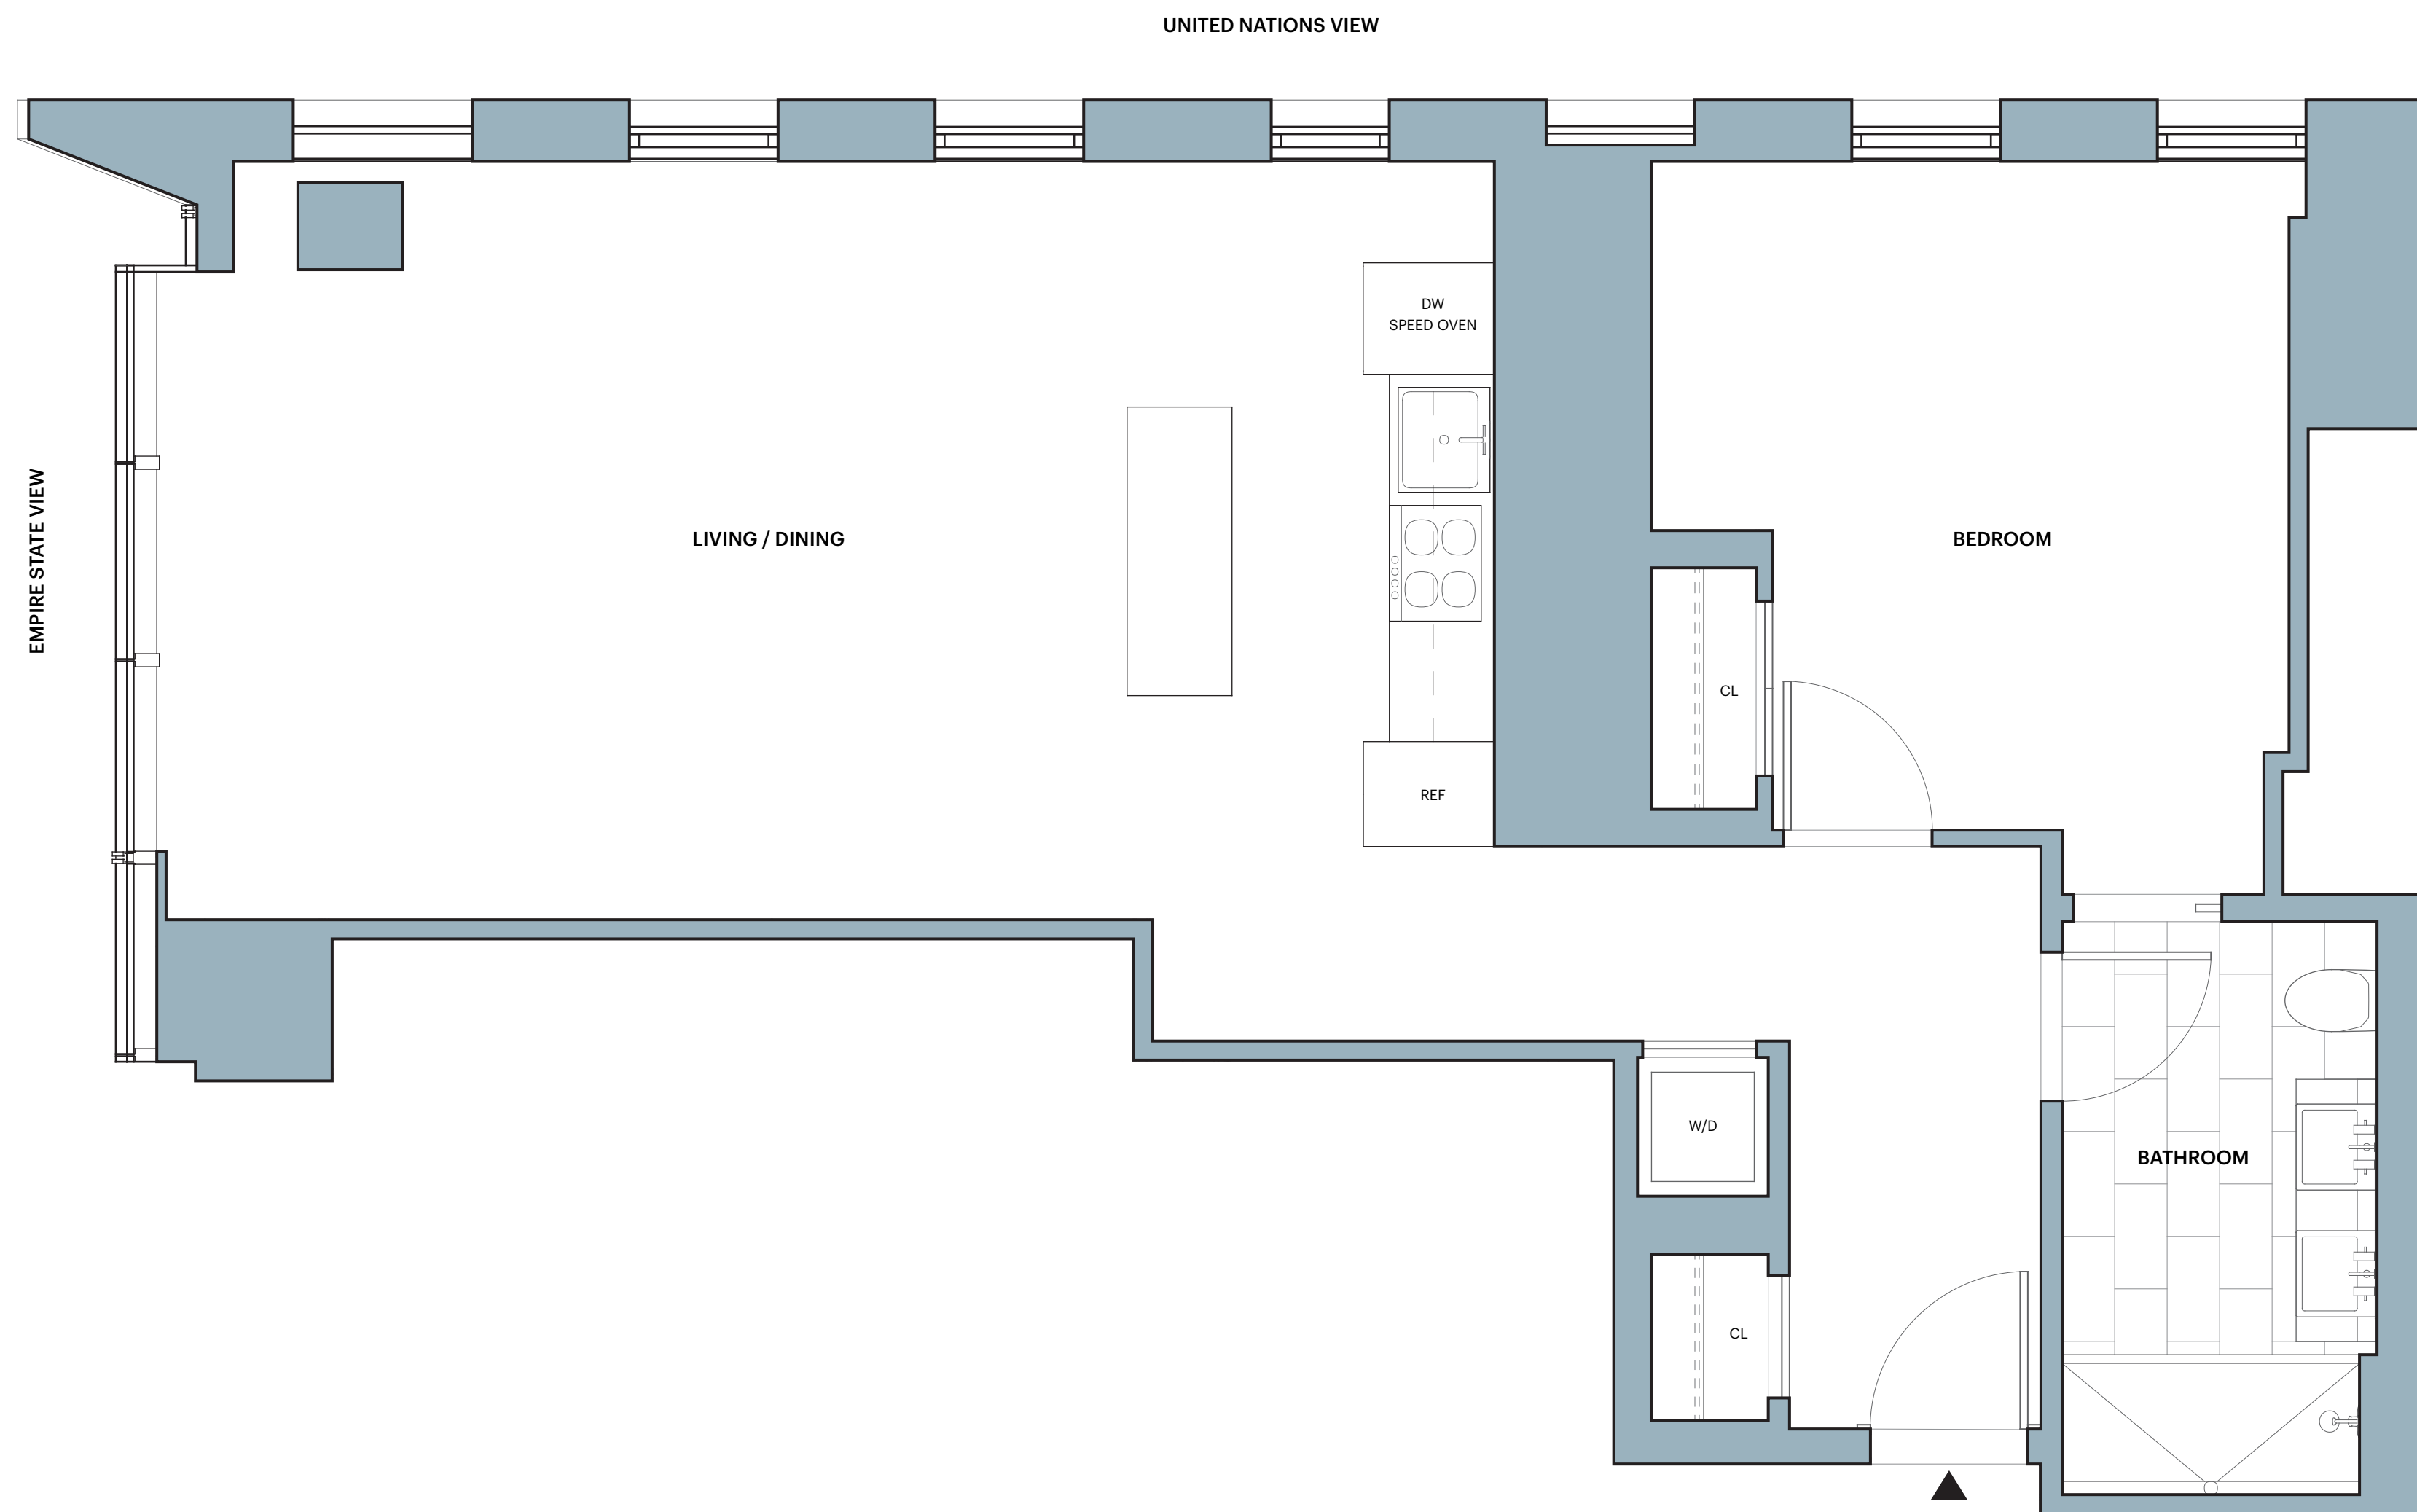 UNITED NATIONS VIEW
EMPIRE STATE VIEW
DW
SPEED OVEN
LIVING / DINING
BEDROOM
CL
REF
W/D
BATHROOM
CL